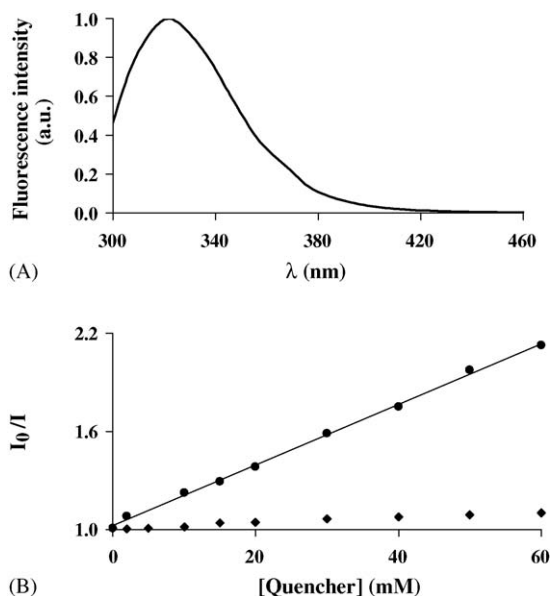 Fluorescence intensity
(a.u.)
1.0
0.8
0.6
0.4
0.2
0.0
300 340 380 420 460
λ (nm)
(A)
I0/I
2.2
1.6
1.0
0 20 40 60
[Quencher] (mM)
(B)